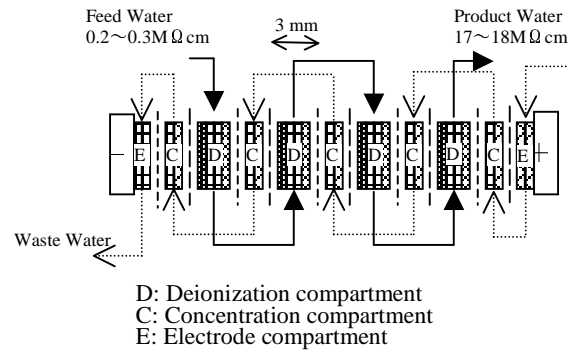 Feed Water
0.2～0.3MΩcm
3 mm
Product Water
17～18MΩcm
－ E C D C D C D C D C E ＋
Waste Water
D: Deionization compartment
C: Concentration compartment
E: Electrode compartment